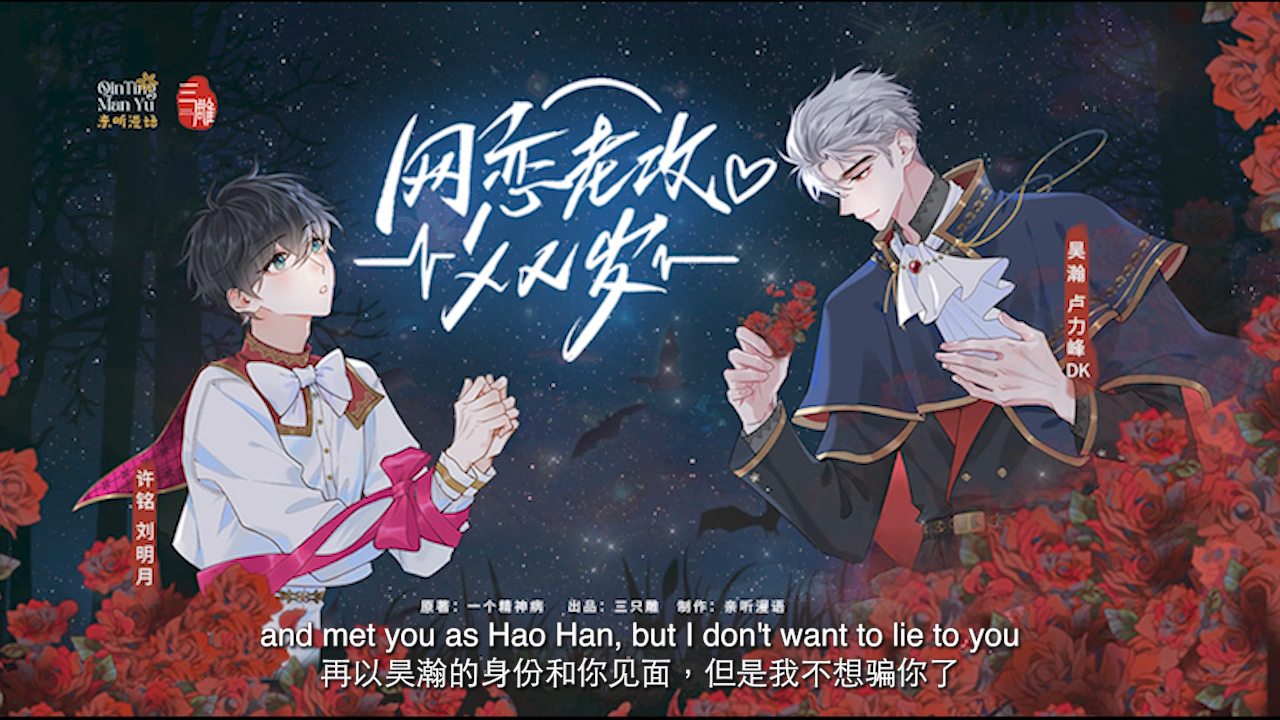 QinTing
Man Yu
亲听漫语
三雕
网恋老攻
奴岁
昊瀚 卢力峰DK
许铭 刘明月
原著：一个精神病 出品：三只雕 制作：亲听漫语
and met you as Hao Han, but I don't want to lie to you
再以昊瀚的身份和你见面，但是我不想骗你了